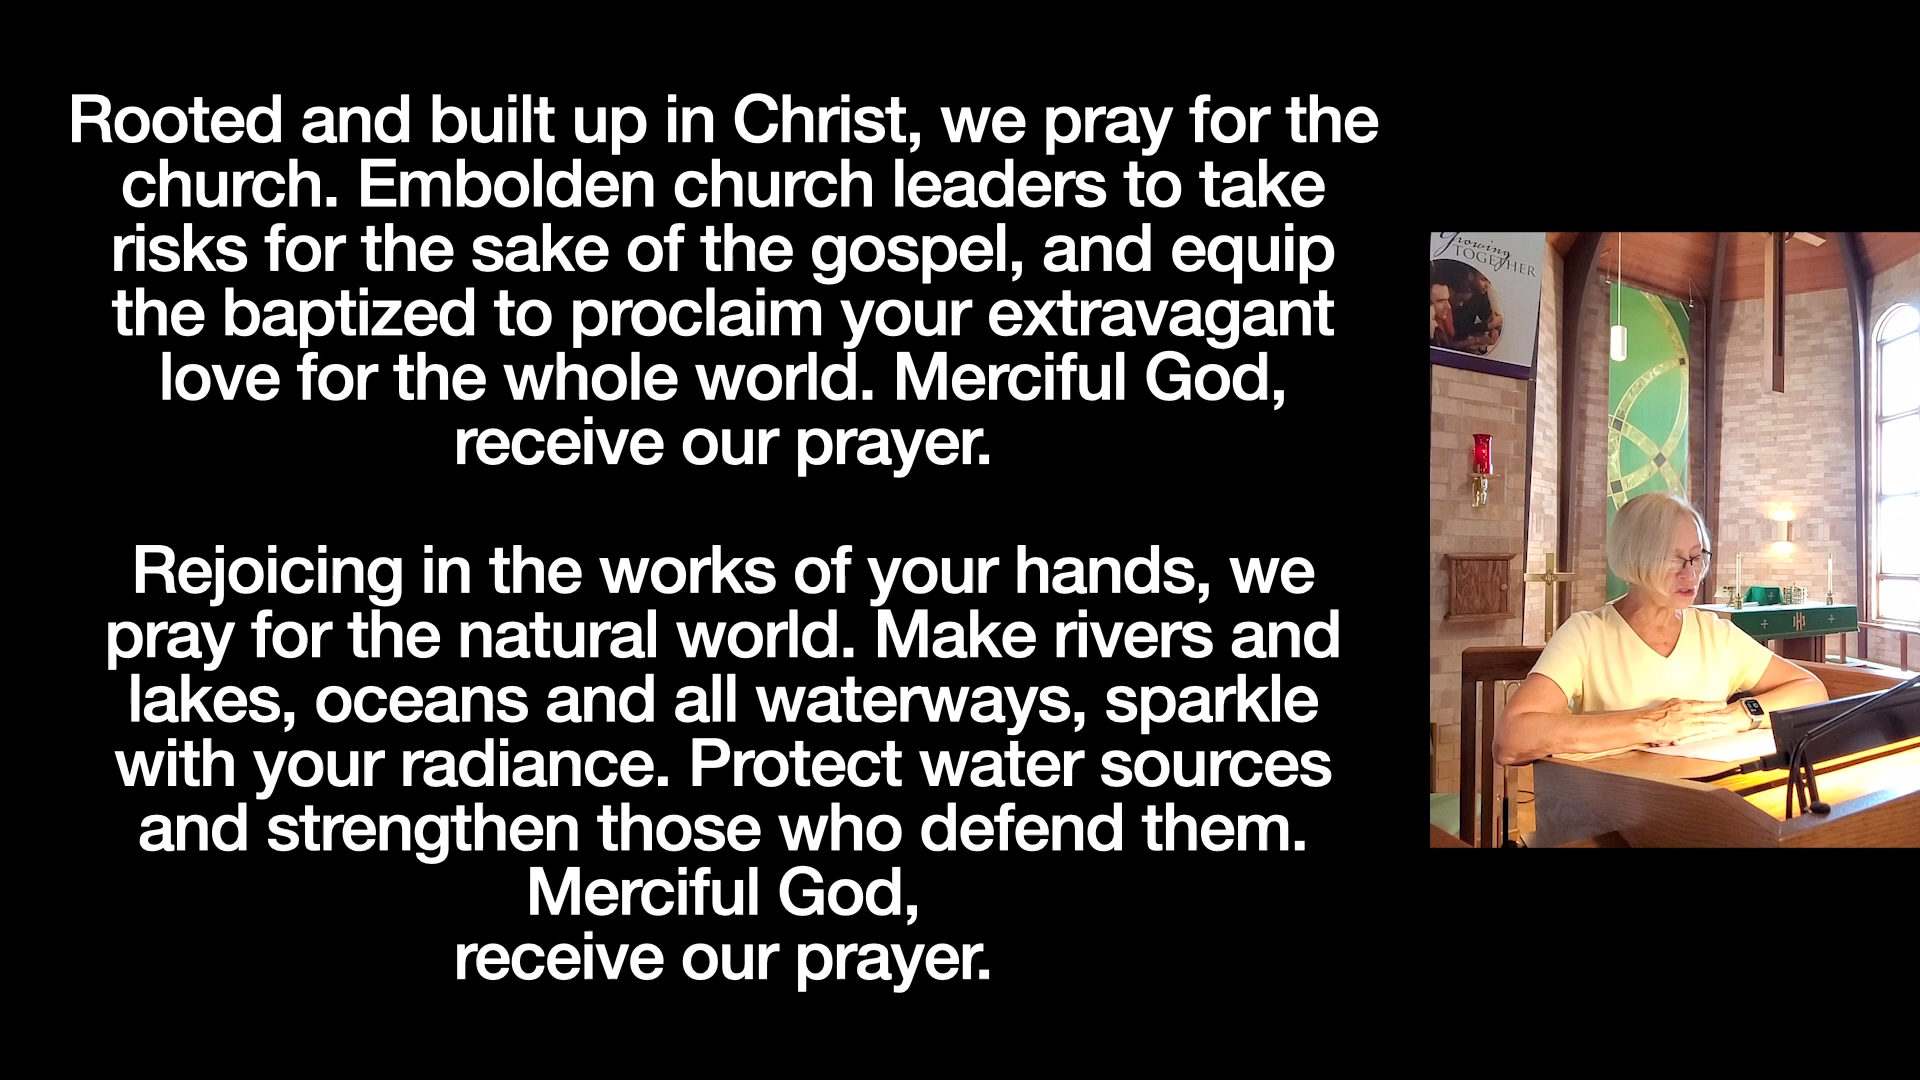 Rooted and built up in Christ, we pray for the
church. Embolden church leaders to take
risks for the sake of the gospel, and equip
the baptized to proclaim your extravagant
love for the whole world. Merciful God,
receive our prayer.
Rejoicing in the works of your hands, we
pray for the natural world. Make rivers and
lakes, oceans and all waterways, sparkle
with your radiance. Protect water sources
and strengthen those who defend them.
Merciful God,
receive our prayer.
growing
TOGETHER
IHS